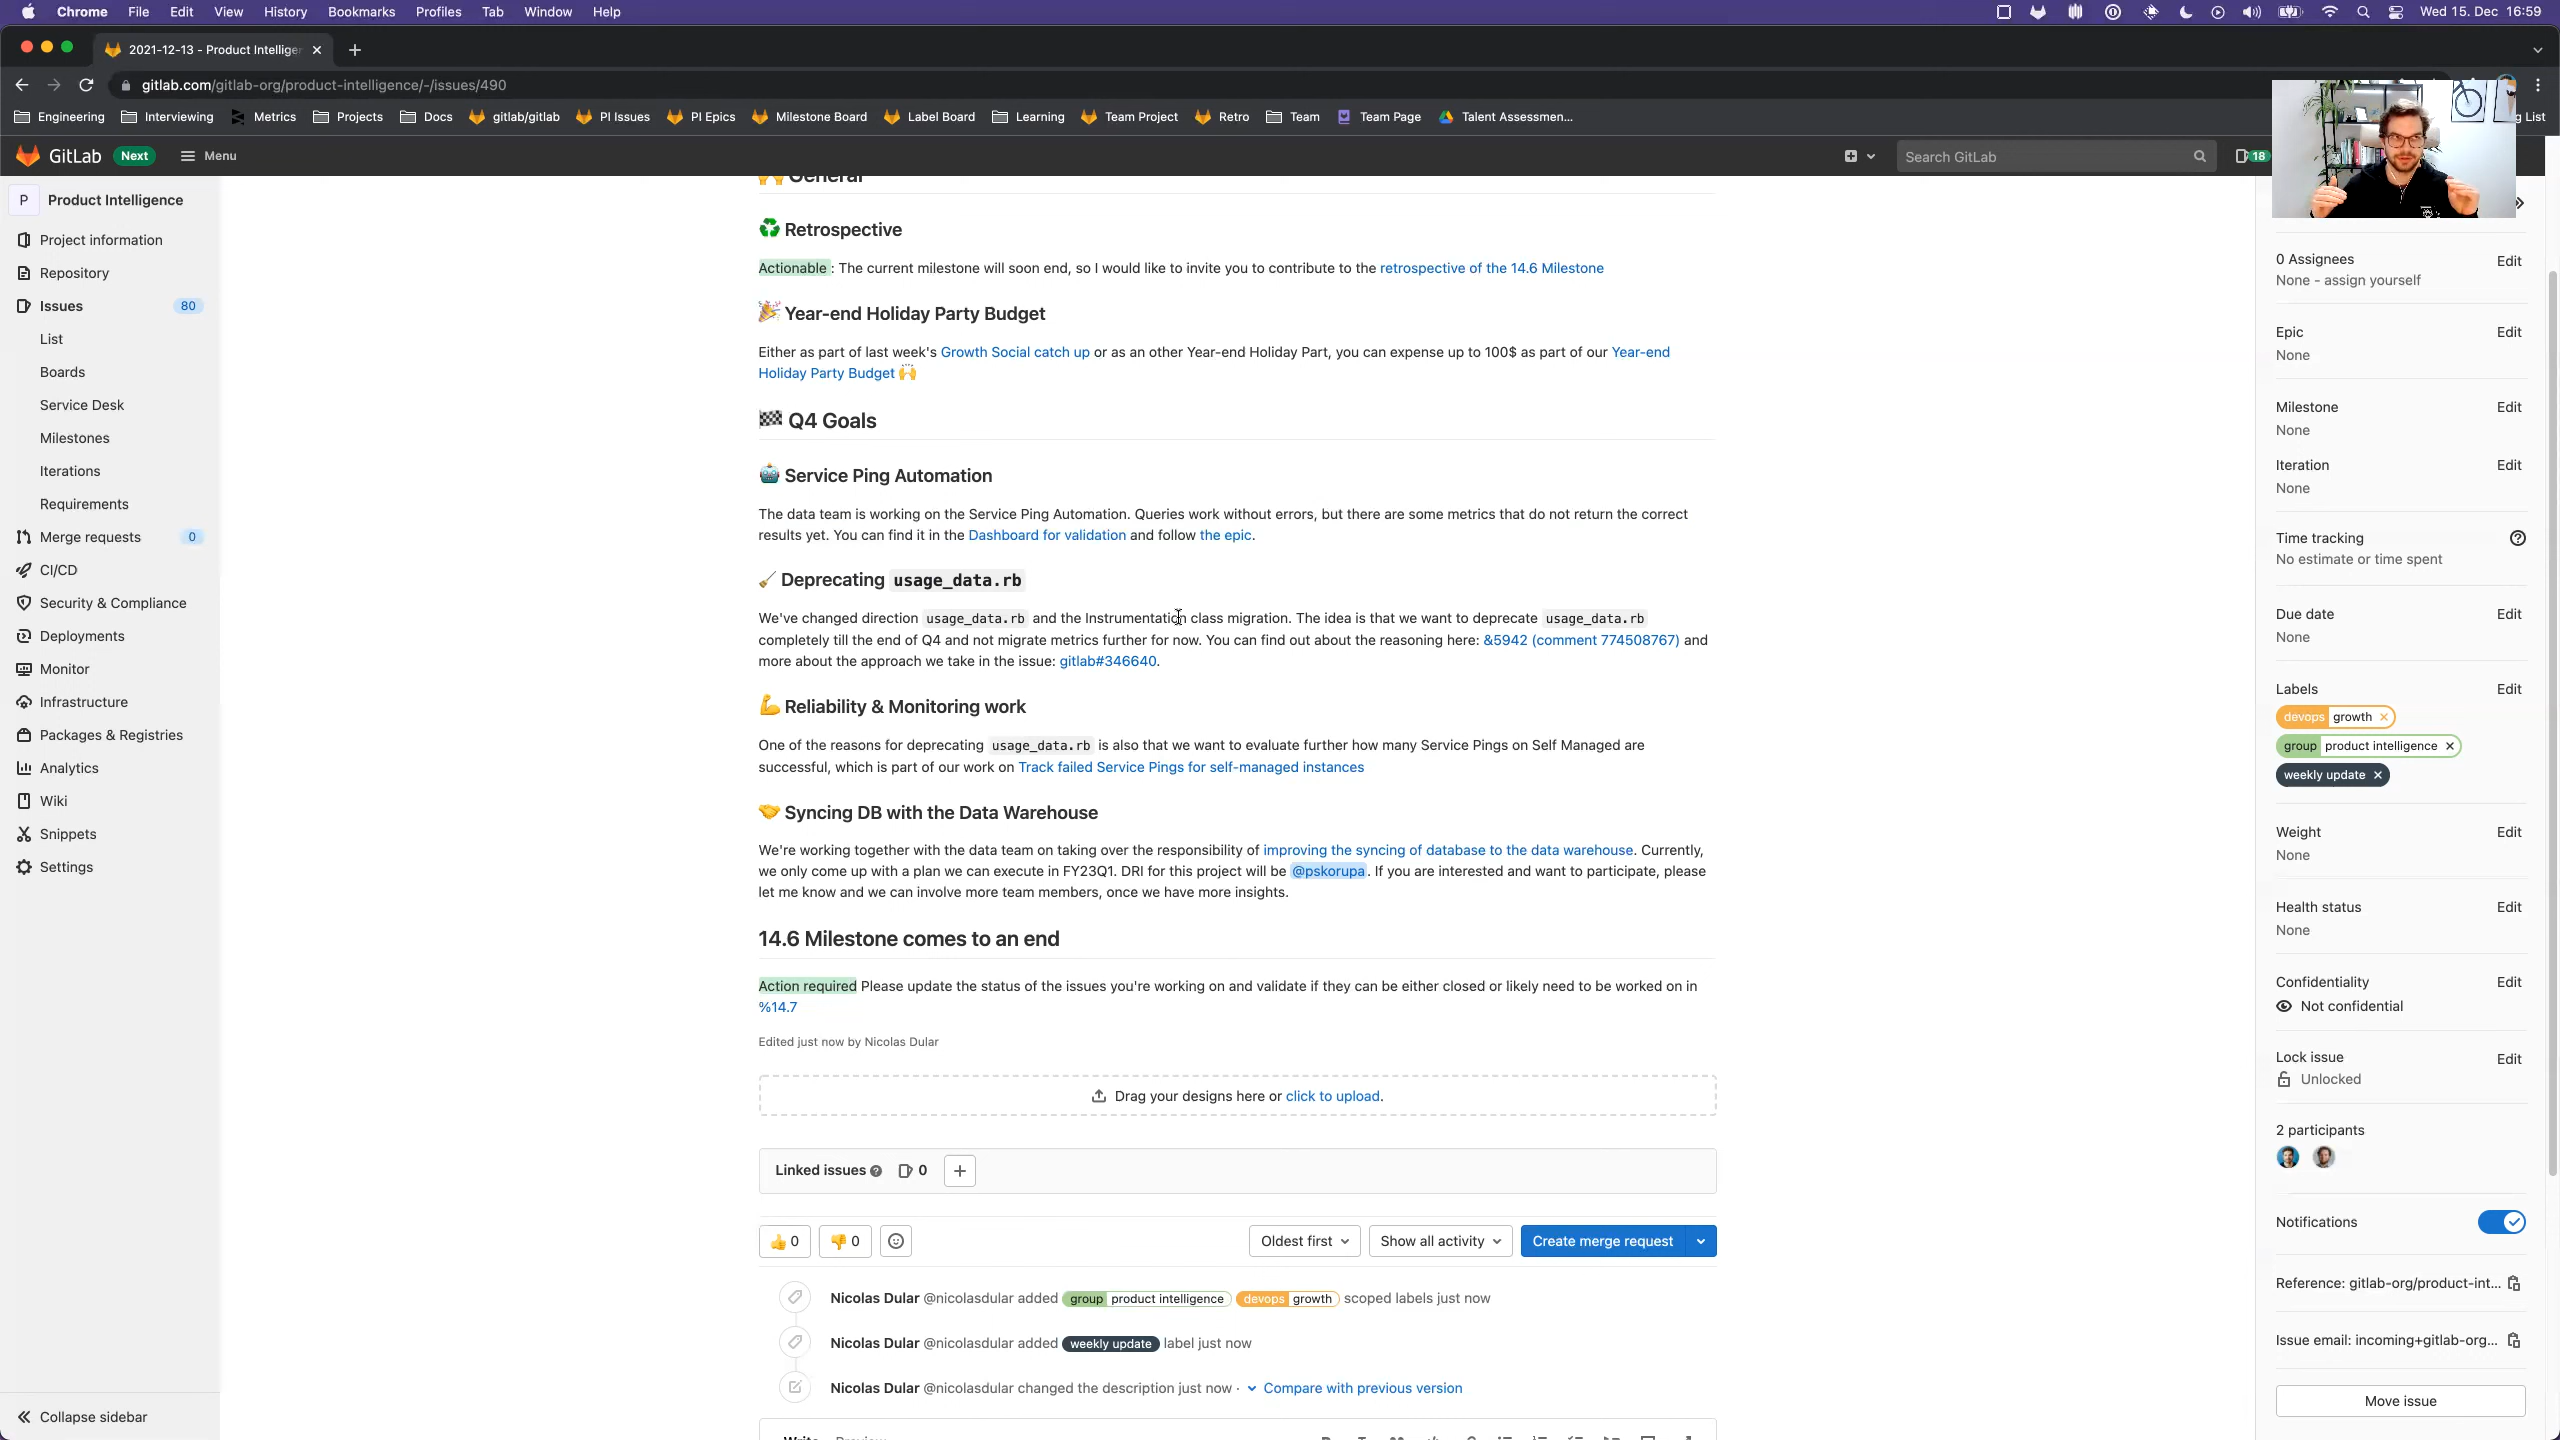 Chrome File Edit View History Bookmarks Profiles Tab Window Help
Wed 15. Dec 16:59
2021-12-13 - Product Intelligen
gitlab.com/gitlab-org/product-intelligence/-/issues/490
Engineering Interviewing Metrics Projects Docs gitlab/gitlab PI Issues PI Epics Milestone Board Label Board Learning Team Project Retro Team Team Page Talent Assessmen... g List
GitLab Next Menu
Search GitLab
18
P Product Intelligence
Project information
Repository
Issues 80
List
Boards
Service Desk
Milestones
Iterations
Requirements
Merge requests 0
CI/CD
Security & Compliance
Deployments
Monitor
Infrastructure
Packages & Registries
Analytics
Wiki
Snippets
Settings
Collapse sidebar
General
Retrospective
Actionable : The current milestone will soon end, so I would like to invite you to contribute to the retrospective of the 14.6 Milestone
Year-end Holiday Party Budget
Either as part of last week's Growth Social catch up or as an other Year-end Holiday Part, you can expense up to 100$ as part of our Year-end
Holiday Party Budget
Q4 Goals
Service Ping Automation
The data team is working on the Service Ping Automation. Queries work without errors, but there are some metrics that do not return the correct
results yet. You can find it in the Dashboard for validation and follow the epic.
Deprecating usage_data.rb
We've changed direction usage_data.rb and the Instrumentation class migration. The idea is that we want to deprecate usage_data.rb
completely till the end of Q4 and not migrate metrics further for now. You can find out about the reasoning here: &5942 (comment 774508767) and
more about the approach we take in the issue: gitlab#346640.
Reliability & Monitoring work
One of the reasons for deprecating usage_data.rb is also that we want to evaluate further how many Service Pings on Self Managed are
successful, which is part of our work on Track failed Service Pings for self-managed instances
Syncing DB with the Data Warehouse
We're working together with the data team on taking over the responsibility of improving the syncing of database to the data warehouse. Currently,
we only come up with a plan we can execute in FY23Q1. DRI for this project will be @pskorupa. If you are interested and want to participate, please
let me know and we can involve more team members, once we have more insights.
14.6 Milestone comes to an end
Action required Please update the status of the issues you're working on and validate if they can be either closed or likely need to be worked on in
%14.7
Edited just now by Nicolas Dular
Drag your designs here or click to upload.
Linked issues 0
0 0
Oldest first Show all activity Create merge request
Nicolas Dular @nicolasdular added group product intelligence devops growth scoped labels just now
Nicolas Dular @nicolasdular added weekly update label just now
Nicolas Dular @nicolasdular changed the description just now · Compare with previous version
Write Preview
0 Assignees Edit
None - assign yourself
Epic Edit
None
Milestone Edit
None
Iteration Edit
None
Time tracking
No estimate or time spent
Due date Edit
None
Labels Edit
devops growth
group product intelligence
weekly update
Weight Edit
None
Health status Edit
None
Confidentiality Edit
Not confidential
Lock issue Edit
Unlocked
2 participants
Notifications
Reference: gitlab-org/product-int...
Issue email: incoming+gitlab-org...
Move issue